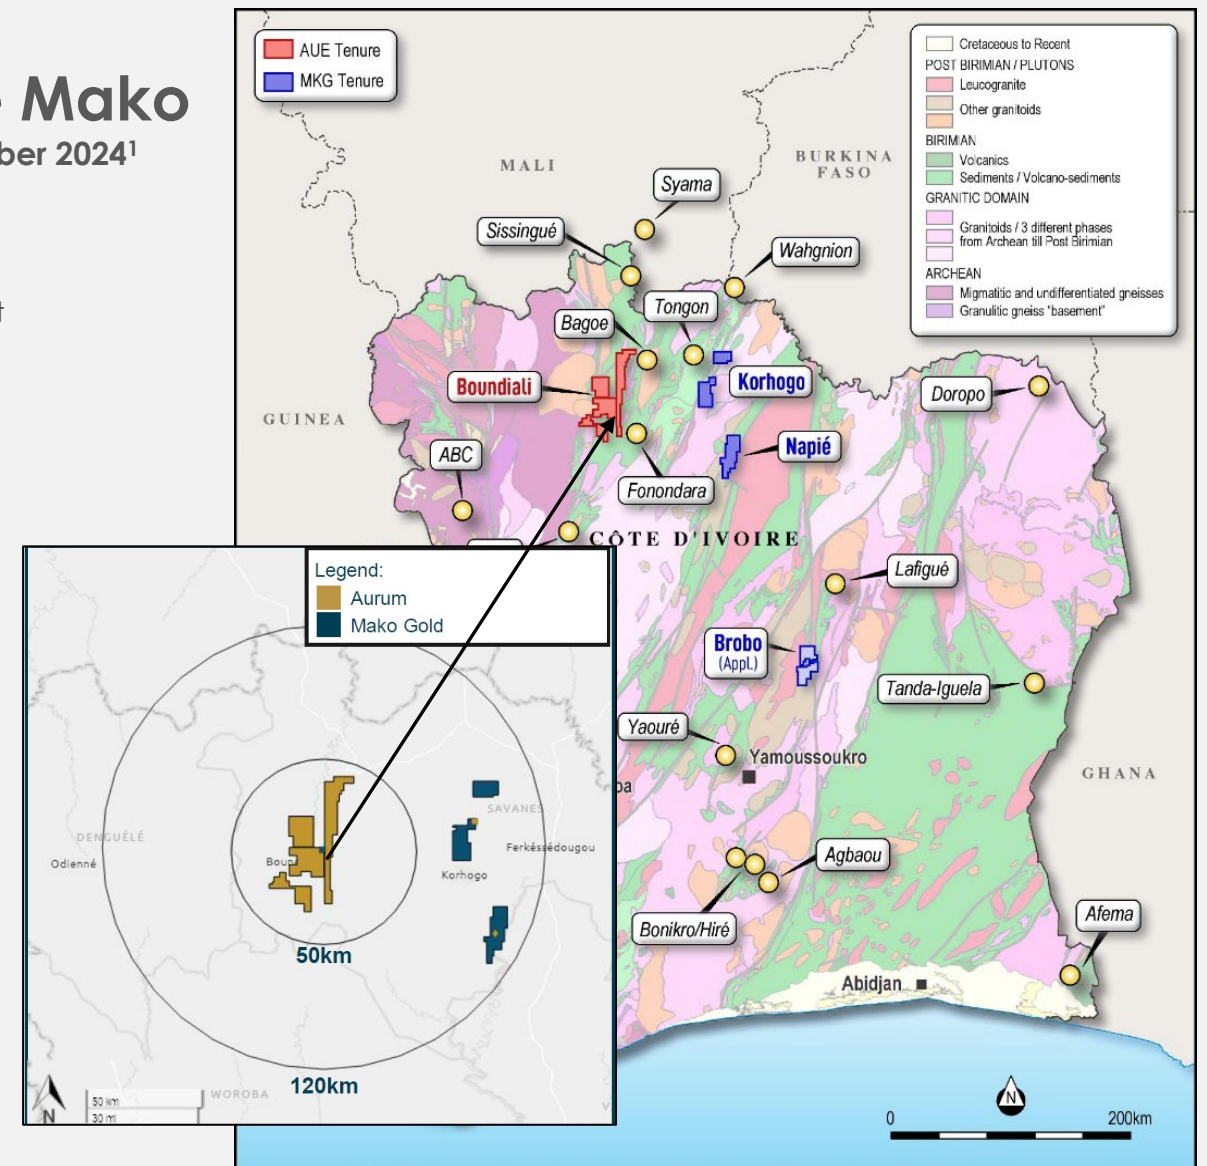 Mako
2024¹
AUE Tenure
MKG Tenure
Cretaceous to Recent
POST BIRIMIAN / PLUTONS
Leucogranite
Other granitoids
BIRIMIAN
Volcanics
Sediments / Volcano-sediments
GRANITIC DOMAIN
Granitoids / 3 different phases
from Archean till Post Birimian
ARCHEAN
Migmatitic and undifferentiated gneisses
Granulitic gneiss "basement"
MALI
BURKINA
FASO
Syama
Sissingué
Wahgnion
Tongon
Bagoe
Boundiali
Korhogo
Doropo
GUINEA
ABC
Napié
Fonondara
CÔTE D'IVOIRE
Lafigué
Brobo
(Appl.)
Tanda-Iguela
Yaouré
Yamoussoukro
GHANA
Agbaou
Bonikro/Hiré
Afema
Abidjan
N
0 200km
Legend:
Aurum
Mako Gold
SAVANES
DENGUÉLÉ
Odienné
Boun
Ferkéssédougou
Korhogo
50km
120km
WOROBA
50 km
30 mi
N